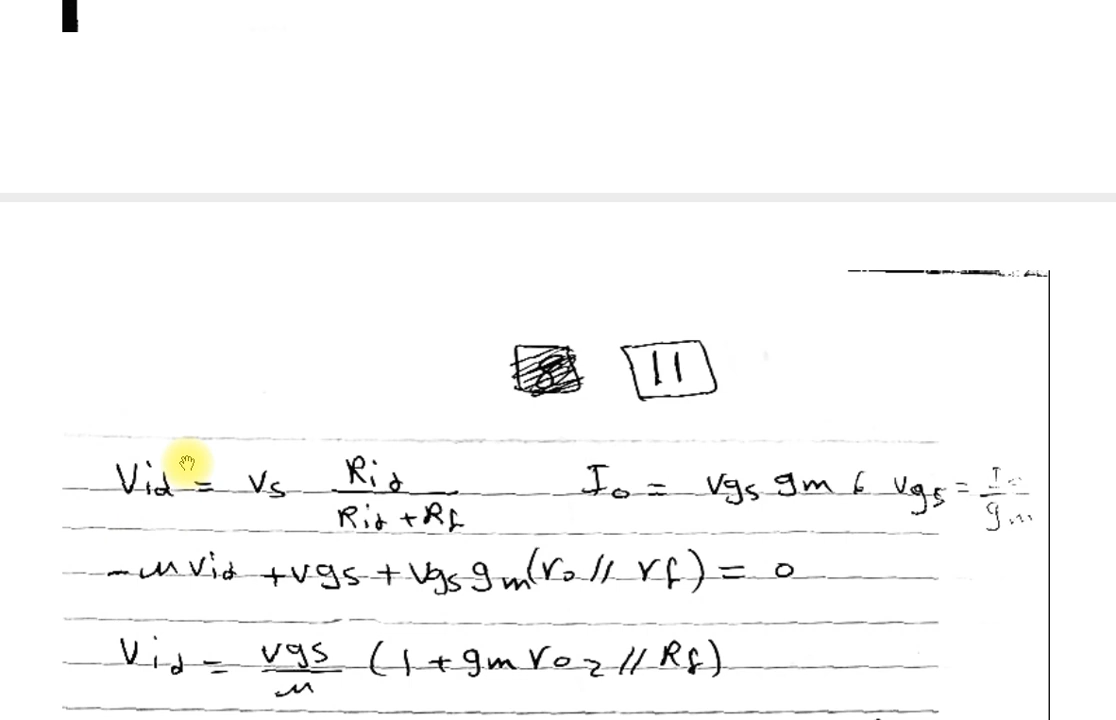 11
Vid = Vs Rid / Rid + Rf    Io = Vgs gm , Vgs = Io / gm
-μ Vid + Vgs + Vgs gm (ro // rf) = 0
Vid = Vgs / μ (1 + gm ro2 // Rf)